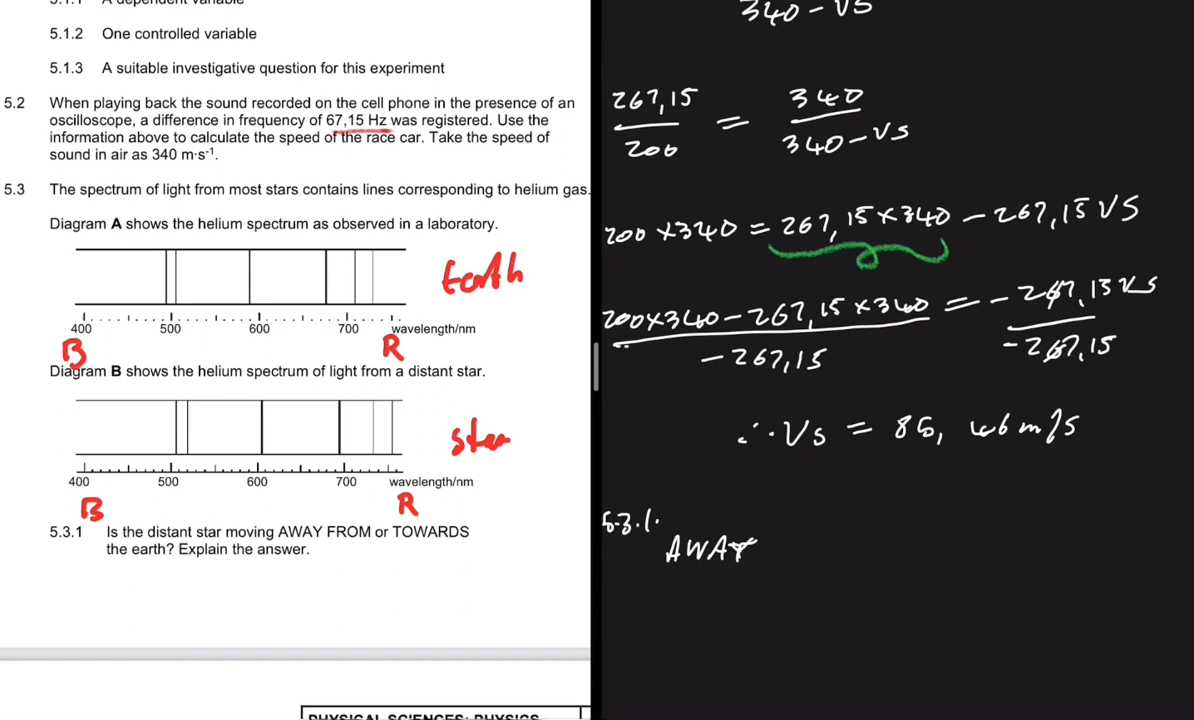 5.1.1 A dependent variable
5.1.2 One controlled variable
5.1.3 A suitable investigative question for this experiment
5.2 When playing back the sound recorded on the cell phone in the presence of an
oscilloscope, a difference in frequency of 67,15 Hz was registered. Use the
information above to calculate the speed of the race car. Take the speed of
sound in air as 340 m·s⁻¹.
5.3 The spectrum of light from most stars contains lines corresponding to helium gas.
Diagram A shows the helium spectrum as observed in a laboratory.
Earth
400 500 600 700 wavelength/nm
B R
Diagram B shows the helium spectrum of light from a distant star.
star
400 500 600 700 wavelength/nm
B R
5.3.1 Is the distant star moving AWAY FROM or TOWARDS
the earth? Explain the answer.
PHYSICAL SCIENCES: PHYSICS
340 - VS
267,15 / 200 = 340 / 340 - VS
200 × 340 = 267,15 × 340 - 267,15 VS
200×340 - 267,15 × 340 / -267,15 = -267,15 VS / -267,15
∴ VS = 85, m/s
5.3.1.
AWAY